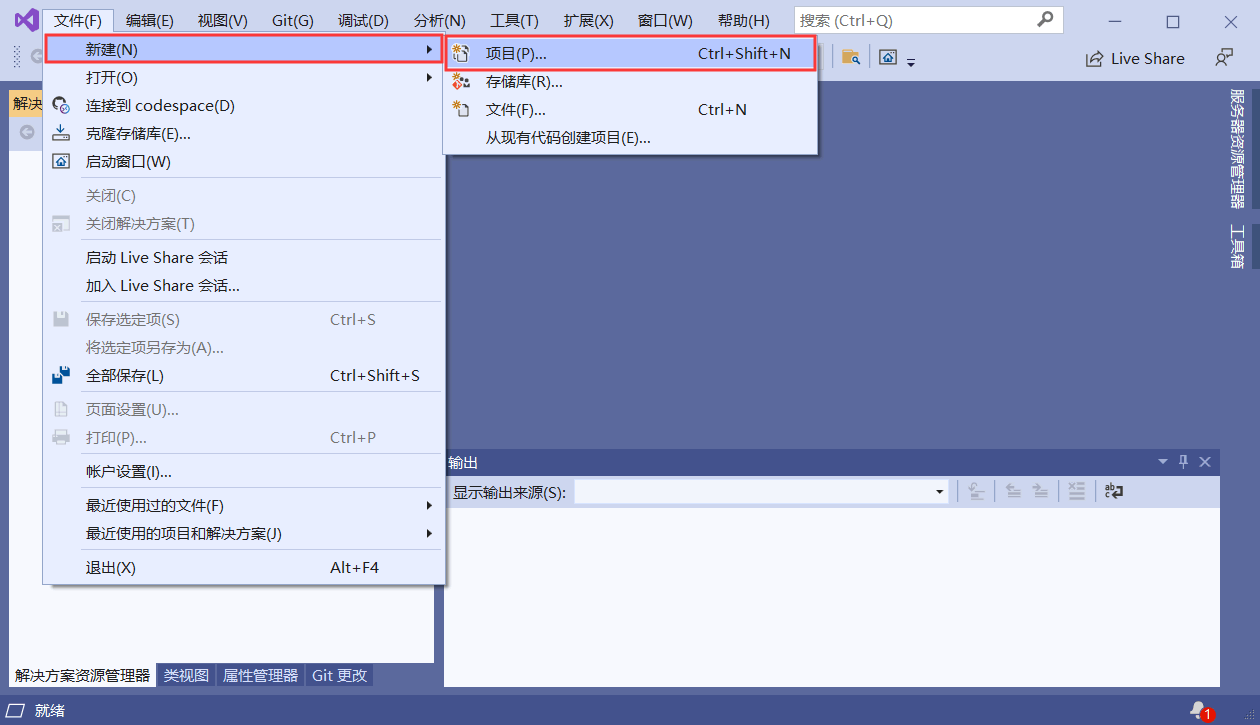 文件(F) 编辑(E) 视图(V) Git(G) 调试(D) 分析(N) 工具(T) 扩展(X) 窗口(W) 帮助(H) 搜索 (Ctrl+Q)
Live Share
新建(N)
打开(O)
连接到 codespace(D)
克隆存储库(E)...
启动窗口(W)
关闭(C)
关闭解决方案(T)
启动 Live Share 会话
加入 Live Share 会话...
保存选定项(S) Ctrl+S
将选定项另存为(A)...
全部保存(L) Ctrl+Shift+S
页面设置(U)...
打印(P)... Ctrl+P
帐户设置(I)...
最近使用过的文件(F)
最近使用的项目和解决方案(J)
退出(X) Alt+F4
项目(P)... Ctrl+Shift+N
存储库(R)...
文件(F)... Ctrl+N
从现有代码创建项目(E)...
解决
服务器资源管理器
工具箱
输出
显示输出来源(S):
解决方案资源管理器 类视图 属性管理器 Git 更改
就绪
1